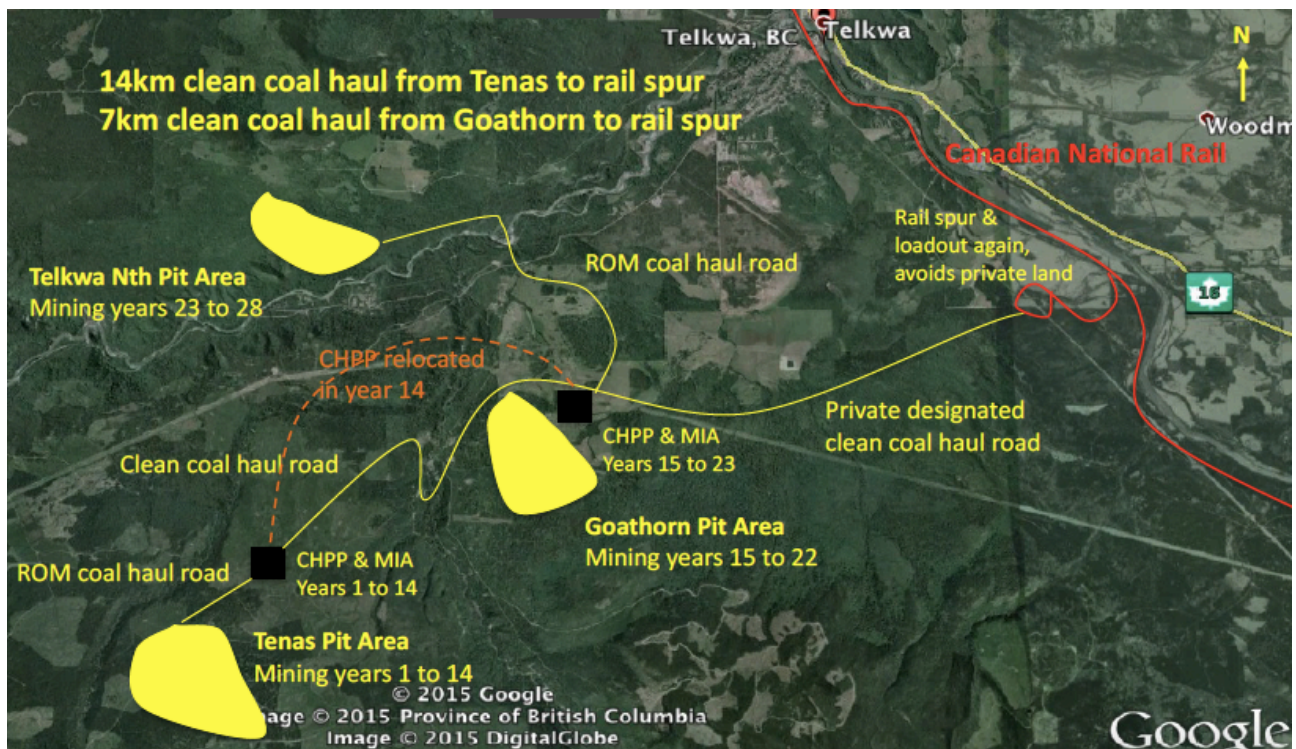 Telkwa, BC
Telkwa
N
14km clean coal haul from Tenas to rail spur
7km clean coal haul from Goathorn to rail spur
Woodm
Canadian National Rail
Rail spur &
loadout again,
avoids private land
ROM coal haul road
Telkwa Nth Pit Area
Mining years 23 to 28
16
CHPP relocated
in year 14
Private designated
clean coal haul road
CHPP & MIA
Years 15 to 23
Clean coal haul road
Goathorn Pit Area
Mining years 15 to 22
CHPP & MIA
Years 1 to 14
ROM coal haul road
Tenas Pit Area
Mining years 1 to 14
© 2015 Google
age © 2015 Province of British Columbia
Image © 2015 DigitalGlobe
Google